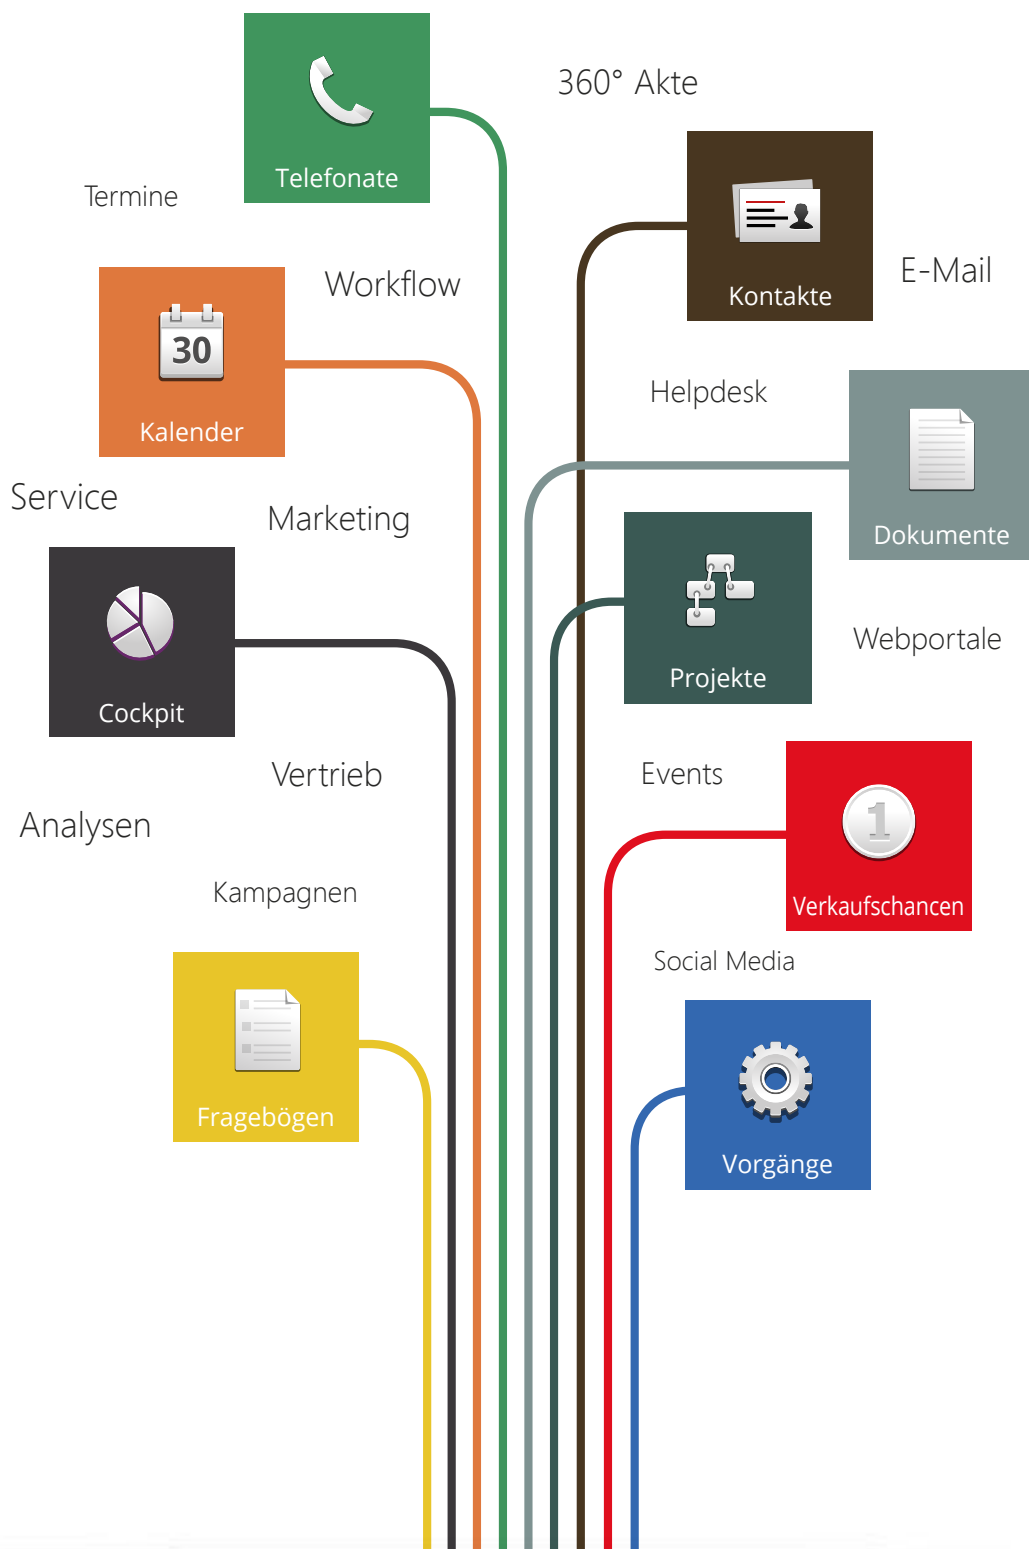 360° Akte
Telefonate
Termine
Workflow
E-Mail
Kontakte
30
Kalender
Helpdesk
Service
Marketing
Dokumente
Webportale
Projekte
Cockpit
Vertrieb
Events
Analysen
1
Kampagnen
Verkaufschancen
Social Media
Fragebögen
Vorgänge